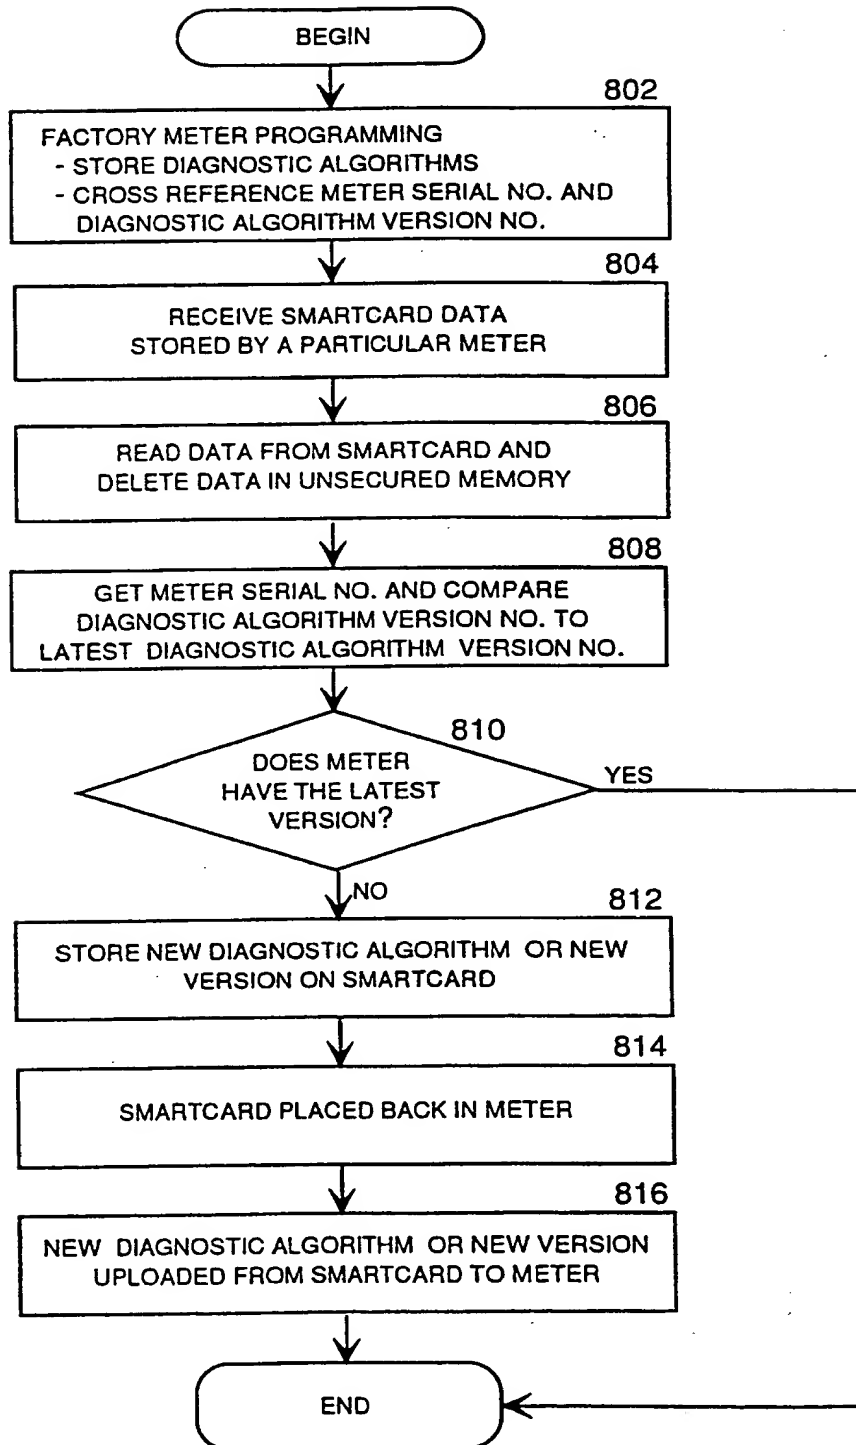 BEGIN
802
FACTORY METER PROGRAMMING
- STORE DIAGNOSTIC ALGORITHMS
- CROSS REFERENCE METER SERIAL NO. AND
DIAGNOSTIC ALGORITHM VERSION NO.
804
RECEIVE SMARTCARD DATA
STORED BY A PARTICULAR METER
806
READ DATA FROM SMARTCARD AND
DELETE DATA IN UNSECURED MEMORY
808
GET METER SERIAL NO. AND COMPARE
DIAGNOSTIC ALGORITHM VERSION NO. TO
LATEST DIAGNOSTIC ALGORITHM VERSION NO.
810
DOES METER
HAVE THE LATEST
VERSION?
YES
NO
812
STORE NEW DIAGNOSTIC ALGORITHM OR NEW
VERSION ON SMARTCARD
814
SMARTCARD PLACED BACK IN METER
816
NEW DIAGNOSTIC ALGORITHM OR NEW VERSION
UPLOADED FROM SMARTCARD TO METER
END